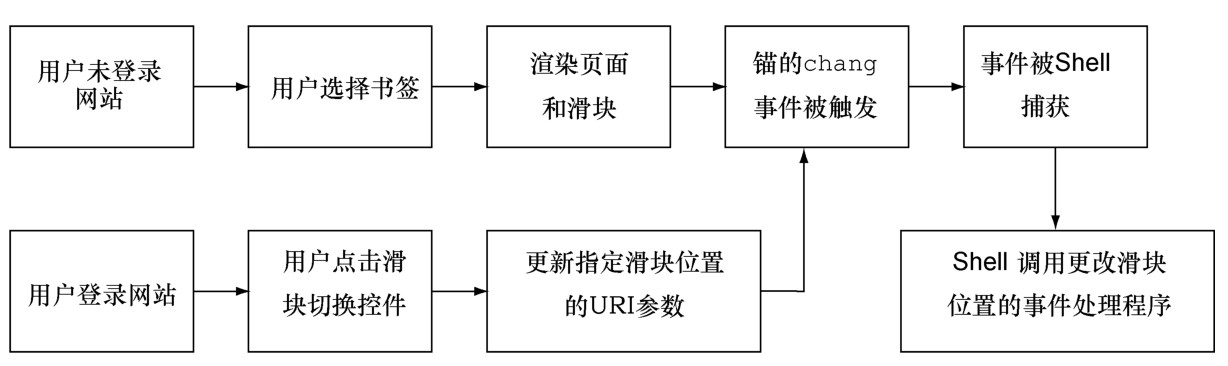 用户未登录
网站
用户选择书签
渲染页面
和滑块
锚的chang
事件被触发
事件被Shell
捕获
用户登录网站
用户点击滑
块切换控件
更新指定滑块位置
的URI参数
Shell 调用更改滑块
位置的事件处理程序